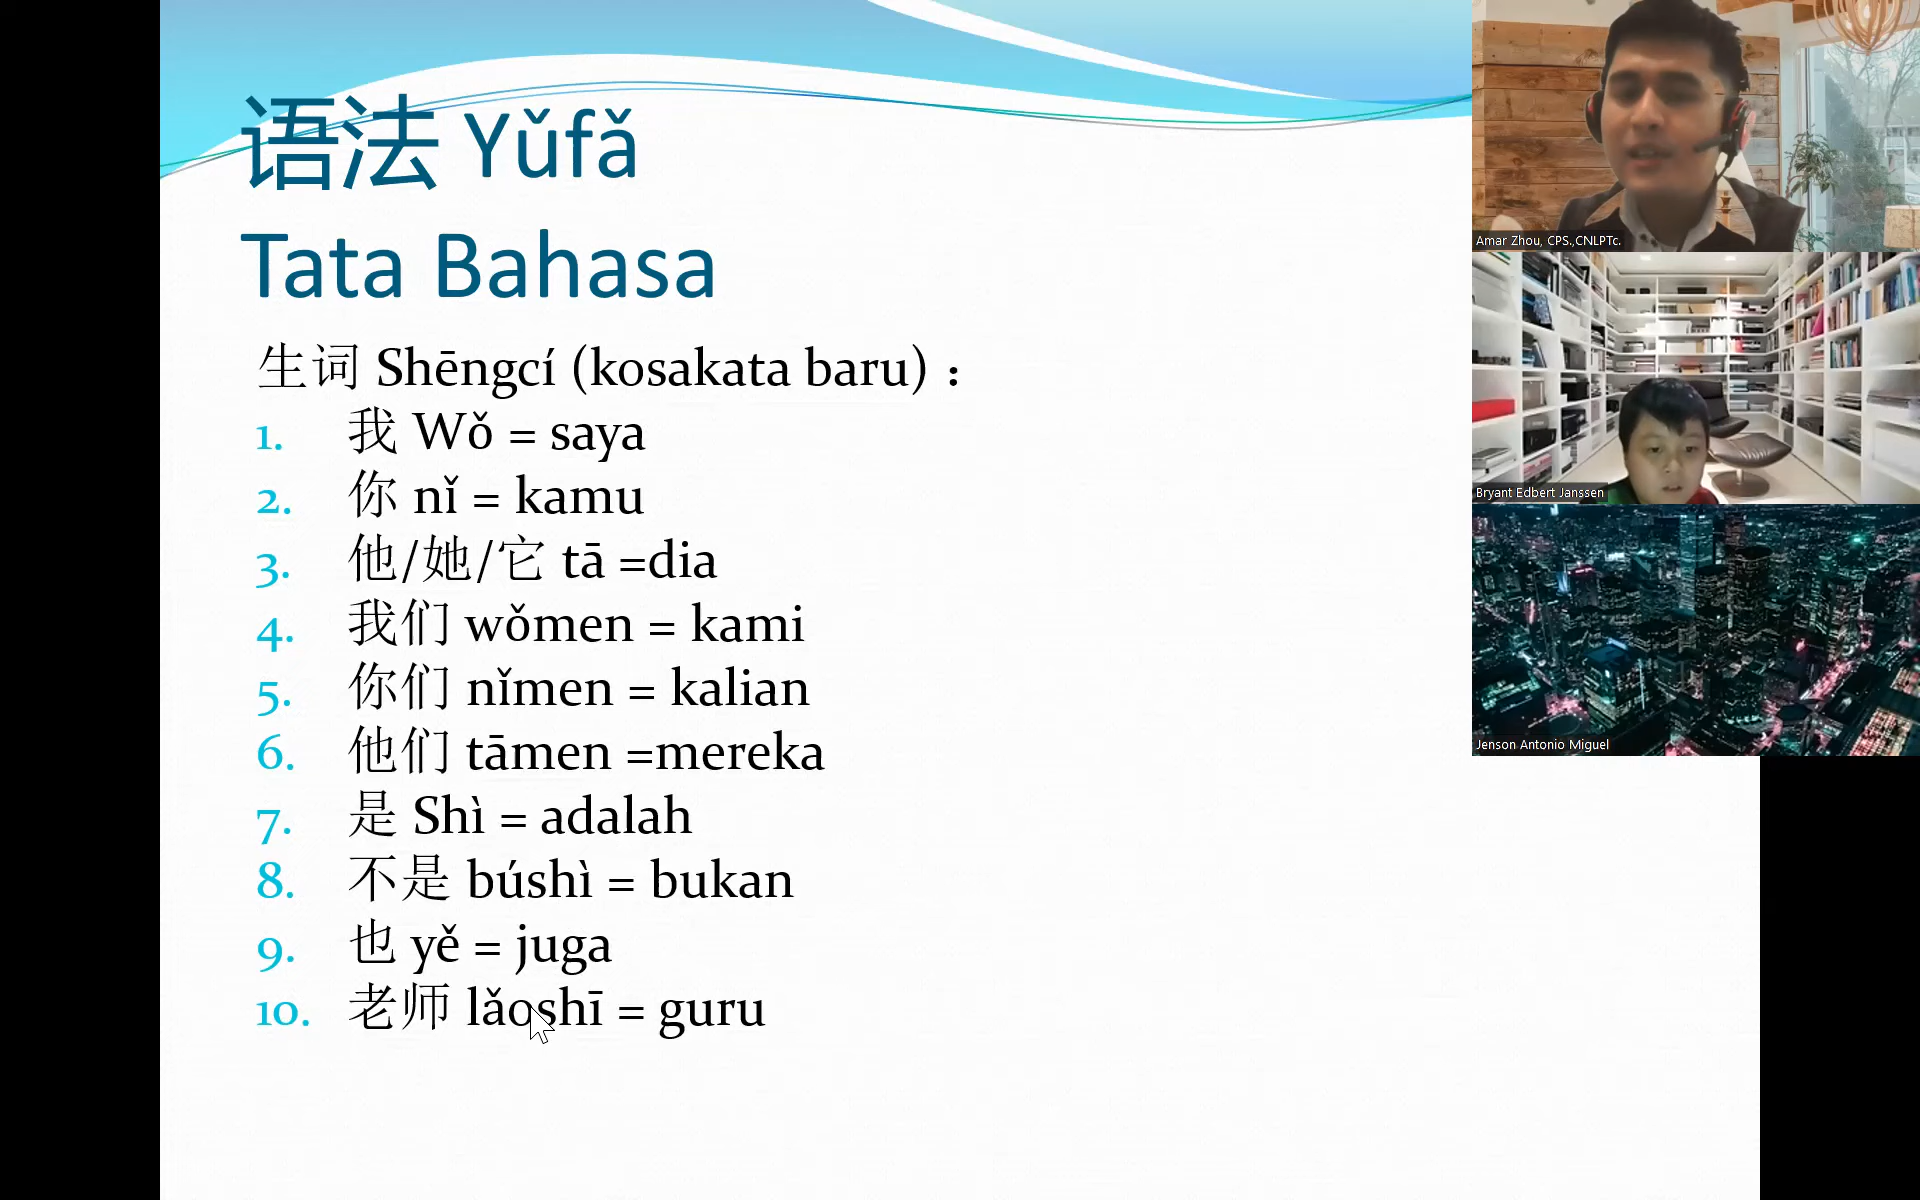 语法 Yǔfǎ
Tata Bahasa
生词 Shēngcí (kosakata baru) :
1. 我 Wǒ = saya
2. 你 nǐ = kamu
3. 他/她/它 tā =dia
4. 我们 wǒmen = kami
5. 你们 nǐmen = kalian
6. 他们 tāmen =mereka
7. 是 Shì = adalah
8. 不是 búshì = bukan
9. 也 yě = juga
10. 老师 lǎoshī = guru
Amar Zhou, CPS.,CNLPTc.
Bryant Edbert Janssen
Jenson Antonio Miguel